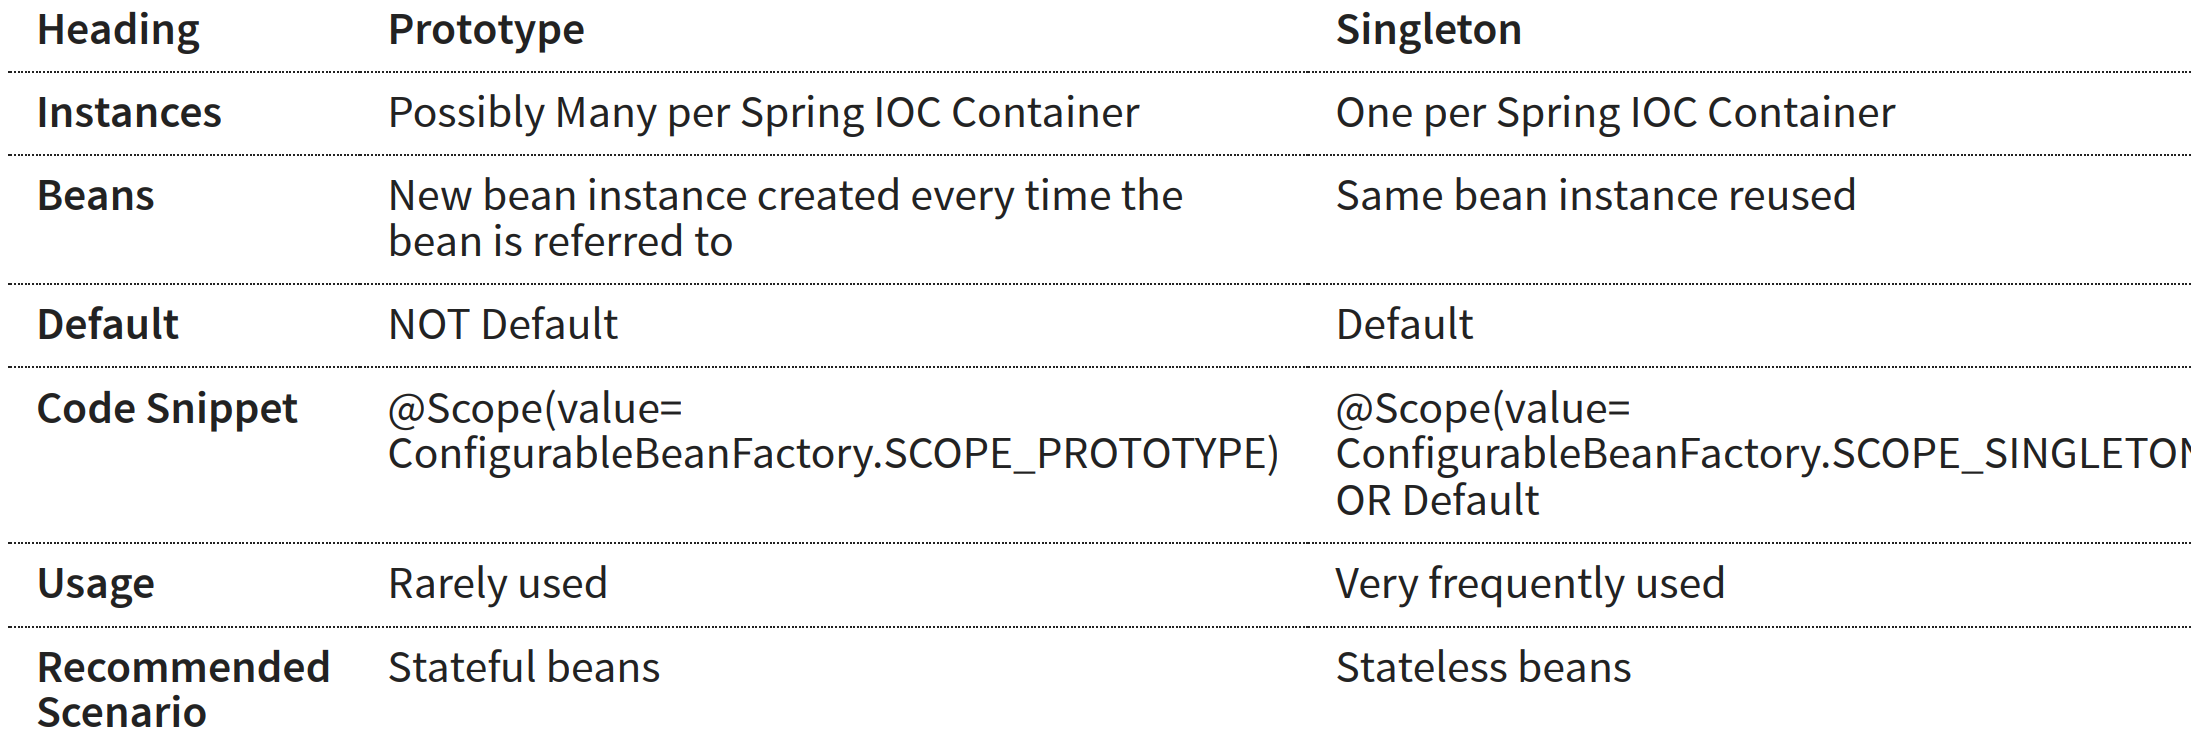 Heading Prototype Singleton
Instances Possibly Many per Spring IOC Container One per Spring IOC Container
Beans New bean instance created every time the Same bean instance reused
bean is referred to
Default NOT Default Default
Code Snippet @Scope(value= @Scope(value=
ConfigurableBeanFactory.SCOPE_PROTOTYPE) ConfigurableBeanFactory.SCOPE_SINGLETON
OR Default
Usage Rarely used Very frequently used
Recommended Stateful beans Stateless beans
Scenario